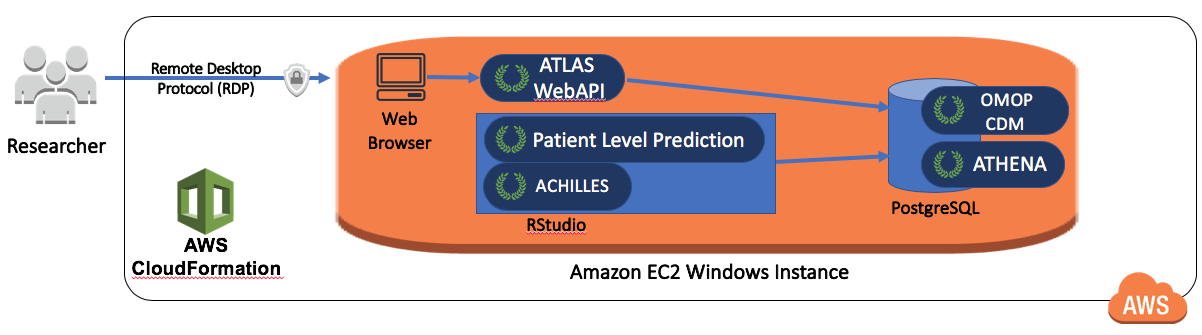 Researcher
Remote Desktop
Protocol (RDP)
AWS
CloudFormation
Web
Browser
ATLAS
WebAPI
Patient Level Prediction
ACHILLES
RStudio
OMOP
CDM
ATHENA
PostgreSQL
Amazon EC2 Windows Instance
AWS